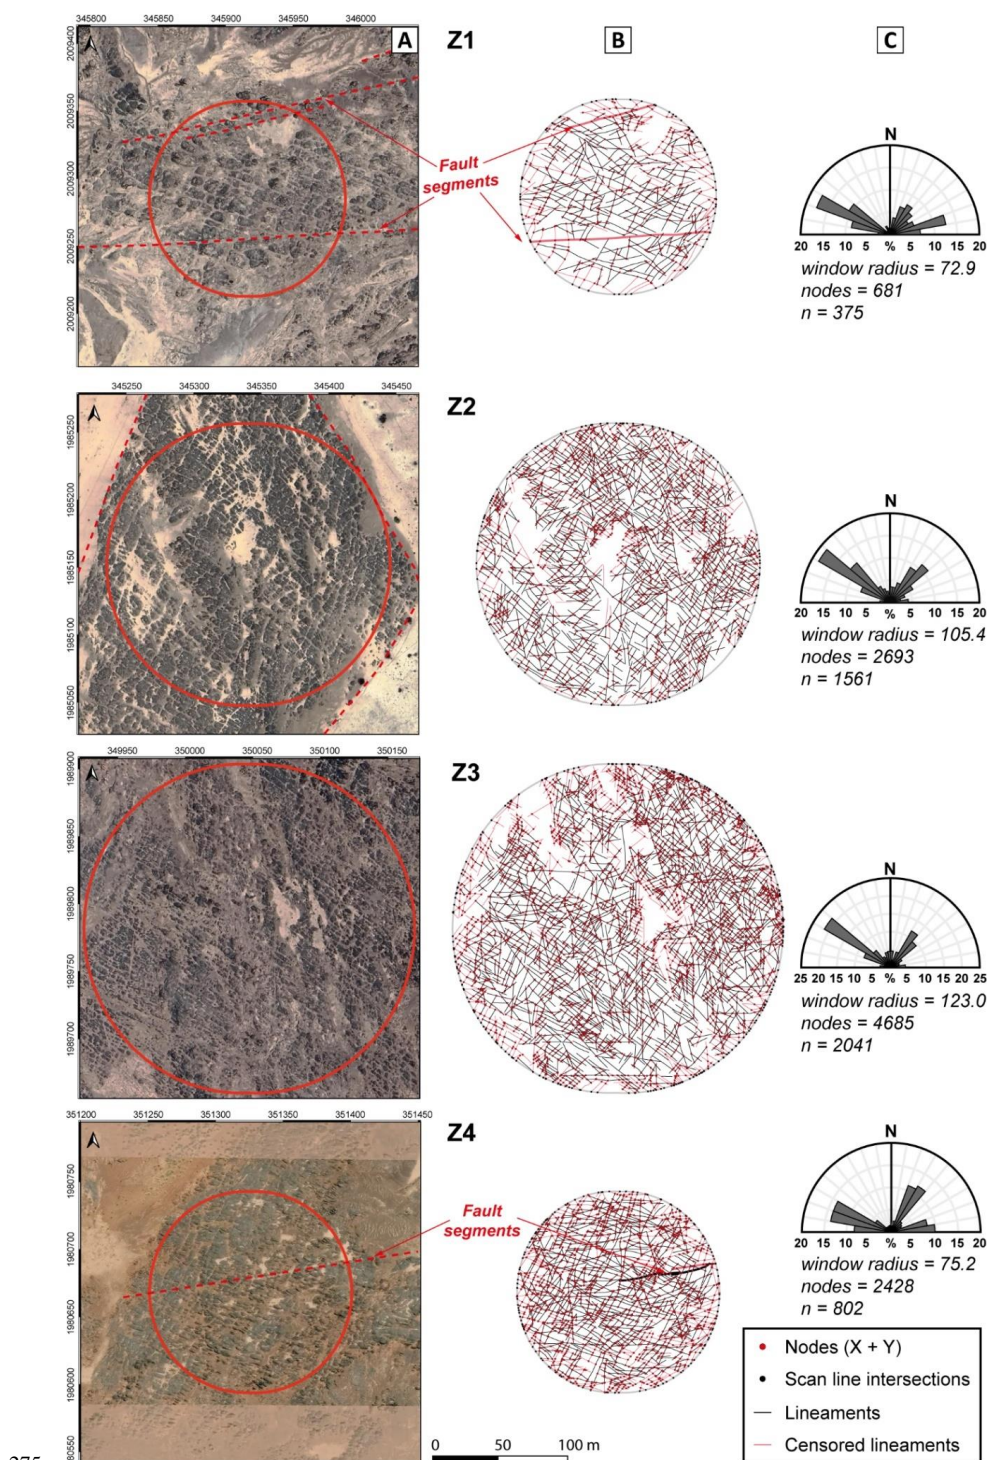 345800 345850 345900 345950 346000
A
Z1
B
C
2009400
2009350
2009300
2009250
2009200
Fault
segments
N
20 15 10 5 % 5 10 15 20
window radius = 72.9
nodes = 681
n = 375
345250 345300 345350 345400 345450
Z2
1985250
1985200
1985150
1985100
1985050
N
20 15 10 5 % 5 10 15 20
window radius = 105.4
nodes = 2693
n = 1561
349950 350000 350050 350100 350150
Z3
1989850
1989800
1989750
1989700
N
25 20 15 10 5 % 5 10 15 20 25
window radius = 123.0
nodes = 4685
n = 2041
351200 351250 351300 351350 351400 351450
Z4
1980750
1980700
1980650
1980600
80550
Fault
segments
N
20 15 10 5 % 5 10 15 20
window radius = 75.2
nodes = 2428
n = 802
Nodes (X + Y)
Scan line intersections
Lineaments
Censored lineaments
0 50 100 m